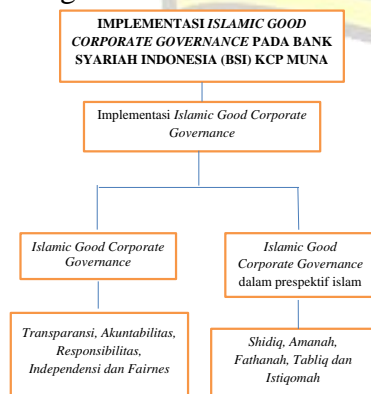 IMPLEMENTASI ISLAMIC GOOD
CORPORATE GOVERNANCE PADA BANK
SYARIAH INDONESIA (BSI) KCP MUNA
Implementasi Islamic Good Corporate
Governance
Islamic Good Corporate
Governance
Islamic Good
Corporate Governance
dalam prespektif islam
Transparansi, Akuntabilitas,
Responsibilitas,
Independensi dan Fairnes
Shidiq, Amanah,
Fathanah, Tabliq dan
Istiqomah